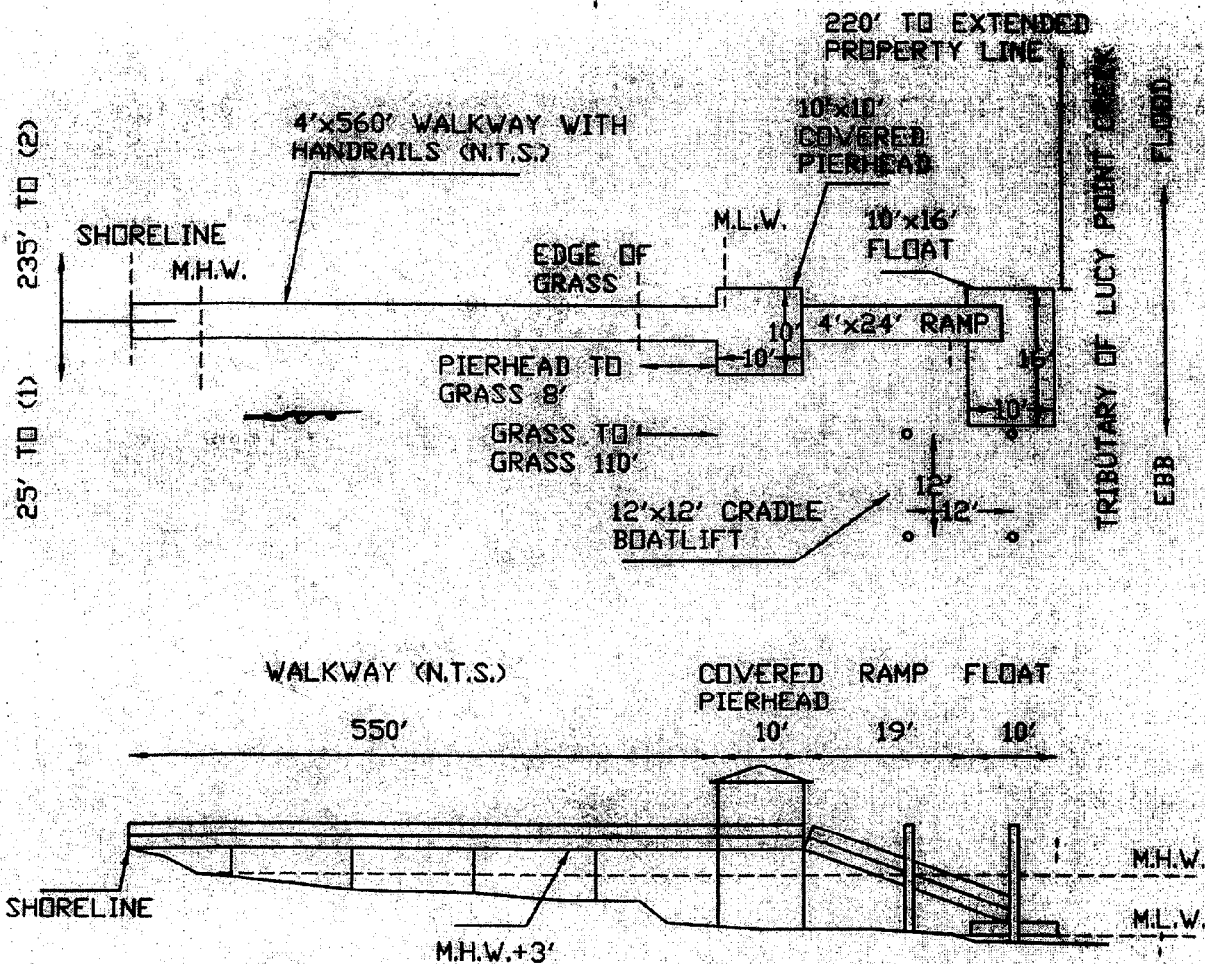 220' TO EXTENDED
PROPERTY LINE
4'x560' WALKWAY WITH
HANDRAILS (N.T.S.)
10'x10'
COVERED
PIERHEAD
SHORELINE
M.H.W.
EDGE OF
GRASS
M.L.W.
10'x16'
FLOAT
235' TO (2)
25' TO (1)
10'
10'
4'x24' RAMP
16'
10'
PIERHEAD TO
GRASS 8'
GRASS TO
GRASS 110'
12'x12' CRADLE
BOATLIFT
12'
12'
TRIBUTARY OF LUCY POINT CREEK
FLOOD
EBB
WALKWAY (N.T.S.)
COVERED
PIERHEAD
RAMP
FLOAT
550'
10'
19'
10'
SHORELINE
M.H.W.+3'
M.H.W.
M.L.W.